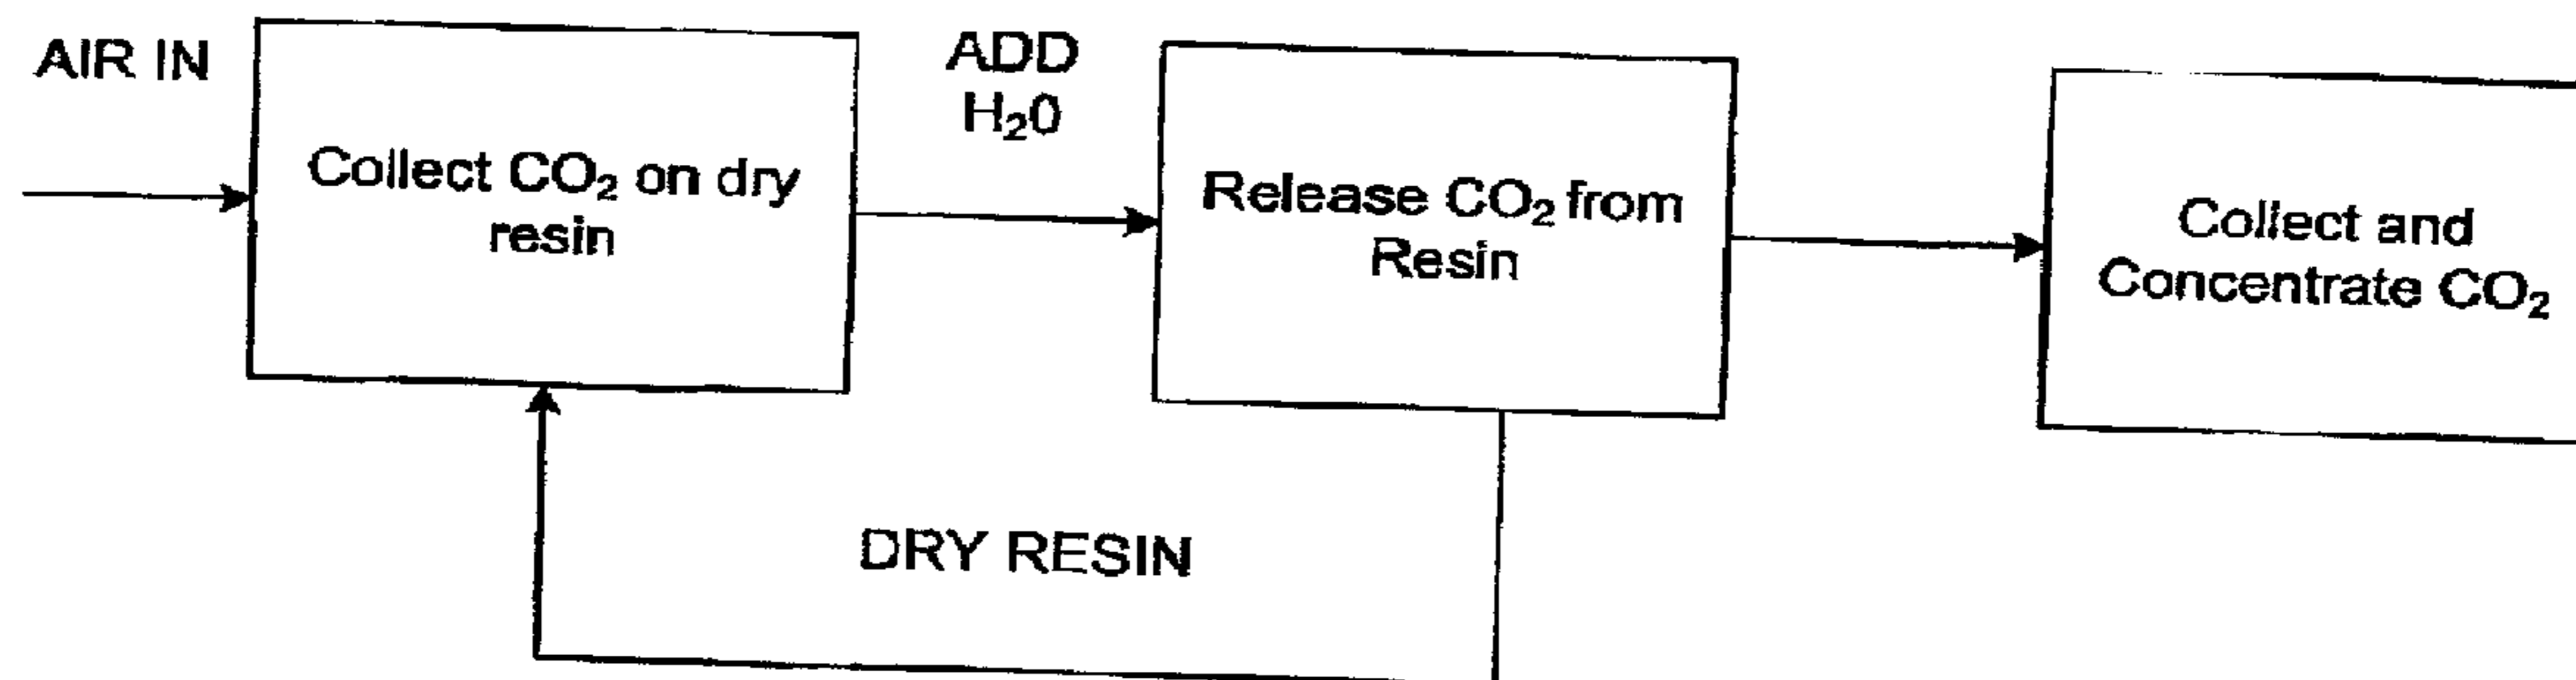 AIR IN
Collect CO₂ on dry
resin
ADD
H₂0
Release CO₂ from
Resin
Collect and
Concentrate CO₂
DRY RESIN